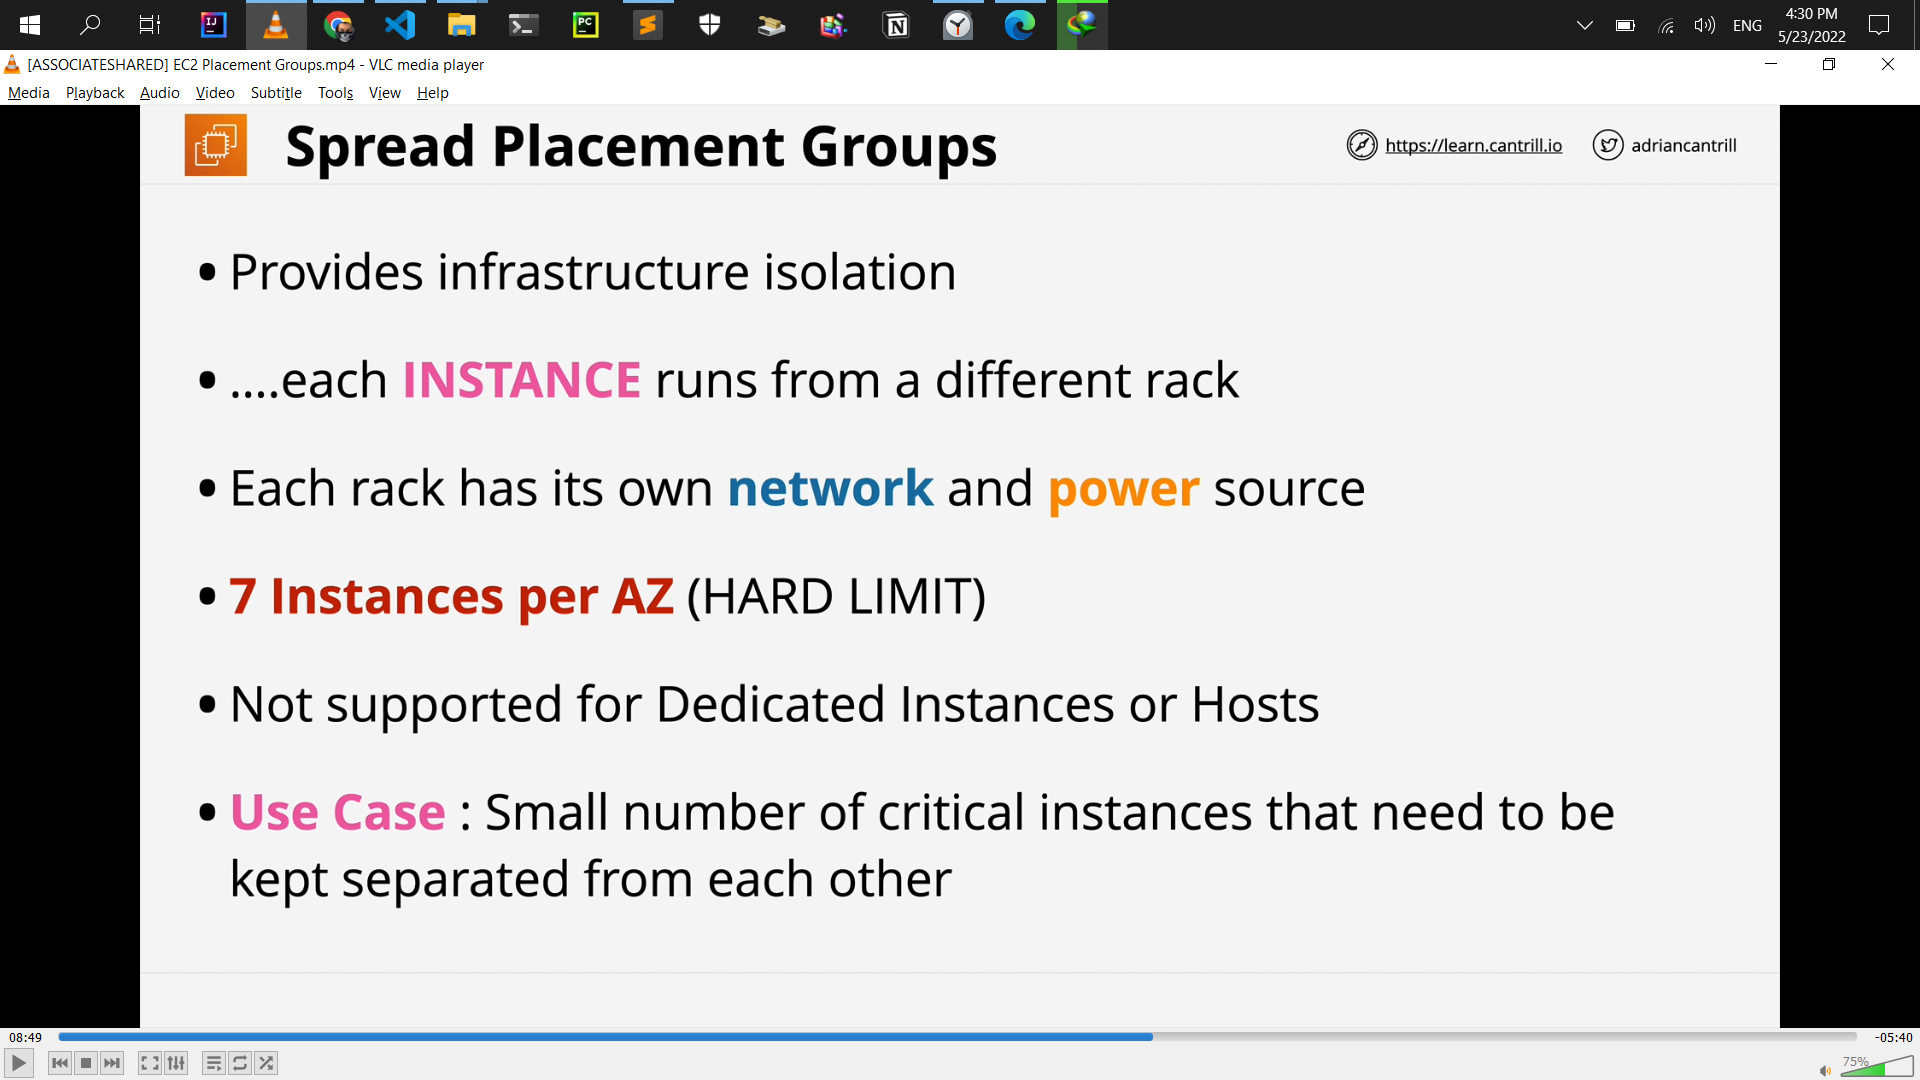 4:30 PM
ENG
5/23/2022
[ASSOCIATESHARED] EC2 Placement Groups.mp4 - VLC media player
Media Playback Audio Video Subtitle Tools View Help
Spread Placement Groups
https://learn.cantrill.io
adriancantrill
• Provides infrastructure isolation
• ....each INSTANCE runs from a different rack
• Each rack has its own network and power source
• 7 Instances per AZ (HARD LIMIT)
• Not supported for Dedicated Instances or Hosts
• Use Case : Small number of critical instances that need to be
kept separated from each other
08:49
-05:40
75%